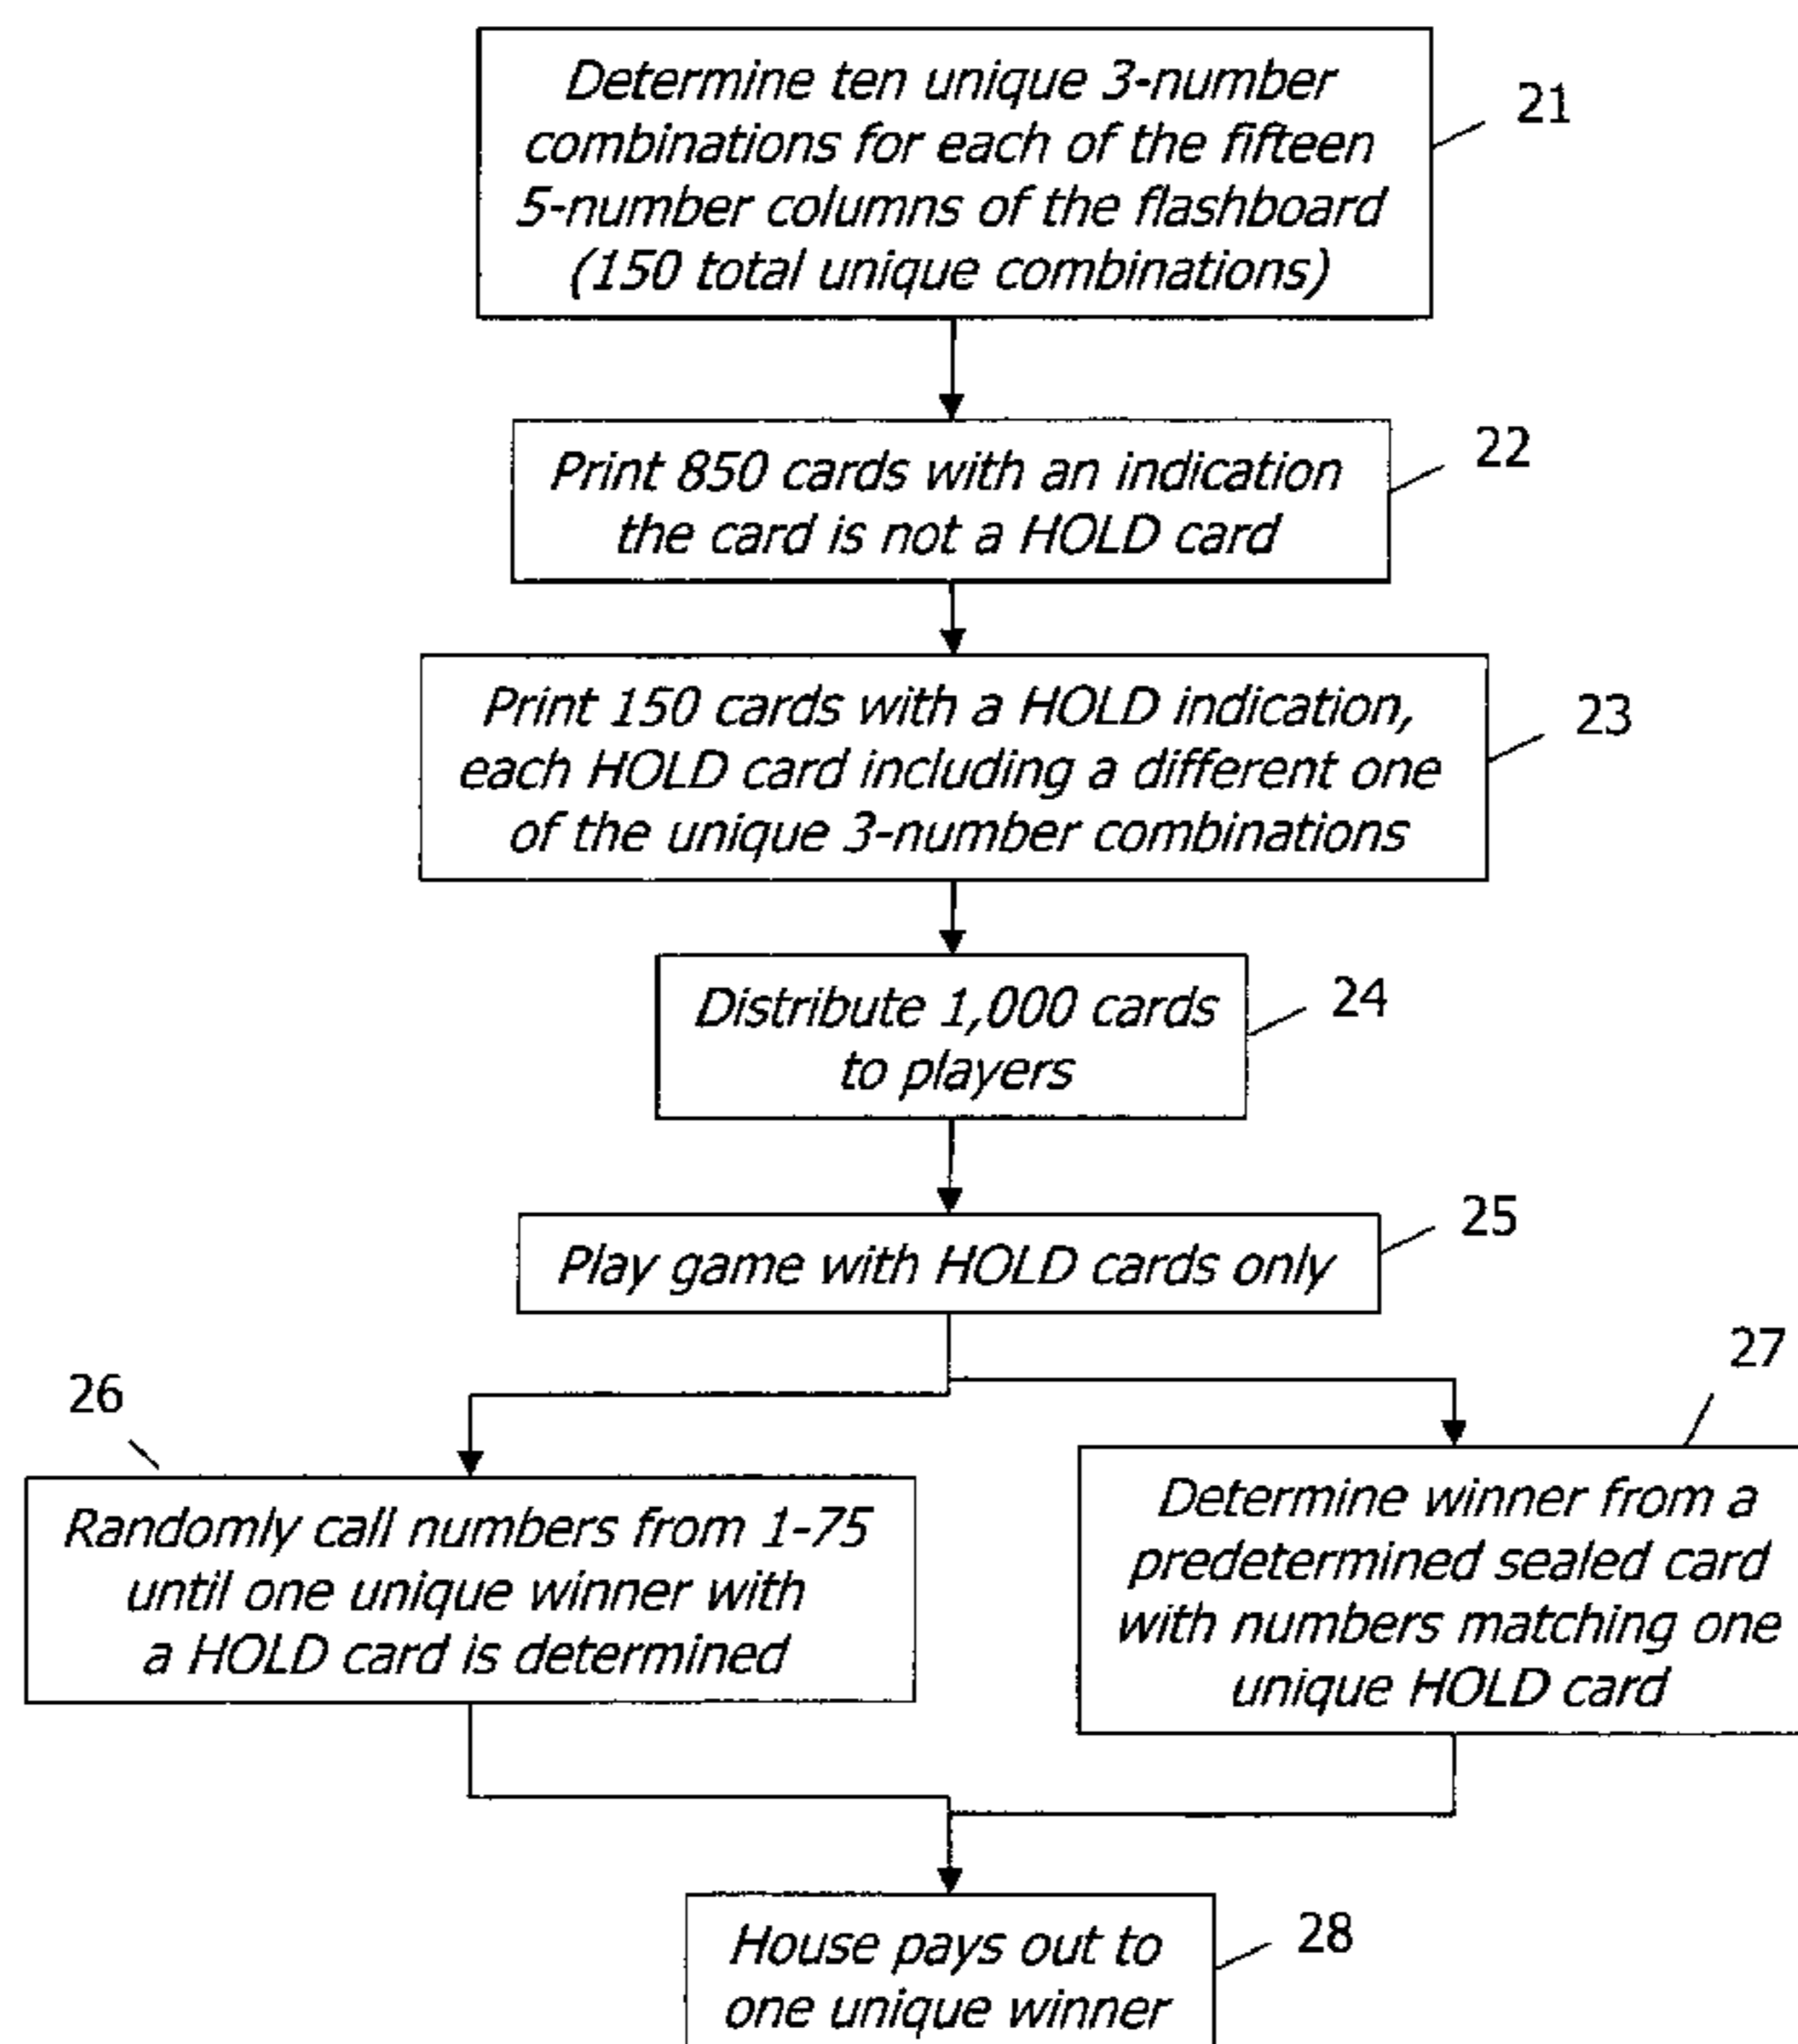 Determine ten unique 3-number
combinations for each of the fifteen
5-number columns of the flashboard
(150 total unique combinations)
21
Print 850 cards with an indication
the card is not a HOLD card
22
Print 150 cards with a HOLD indication,
each HOLD card including a different one
of the unique 3-number combinations
23
Distribute 1,000 cards
to players
24
Play game with HOLD cards only
25
26
Randomly call numbers from 1-75
until one unique winner with
a HOLD card is determined
27
Determine winner from a
predetermined sealed card
with numbers matching one
unique HOLD card
House pays out to
one unique winner
28